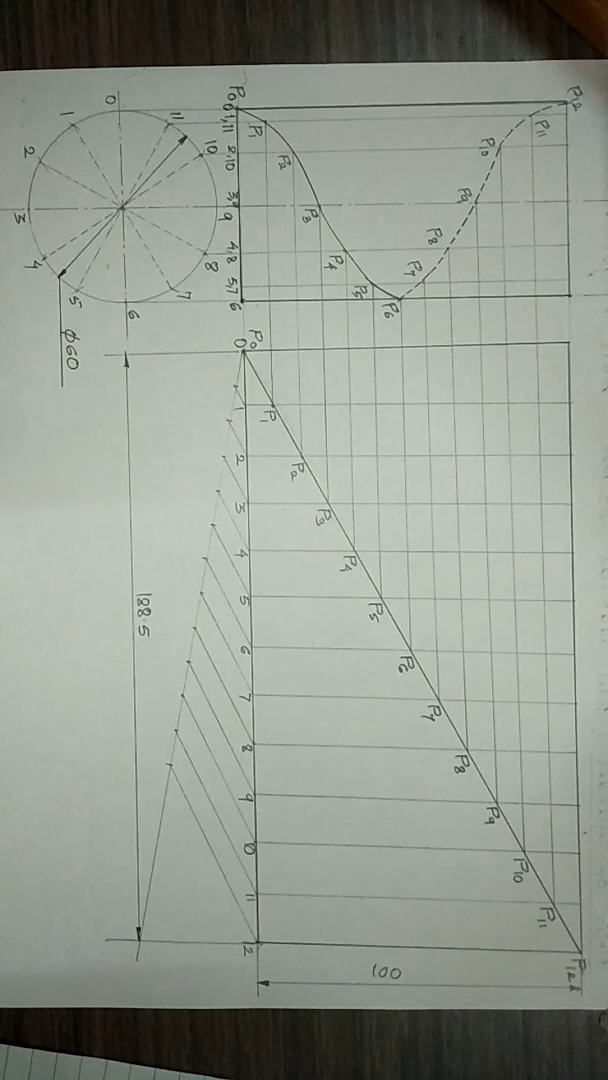 P12
P11
P10
P9
P8
P7
P6
P5
P4
P3
P2
P1
P0
0 1,11 2,10 3,9 4,8 5,7 6
0
1
2
3
4
5
6
7
8
9
10
11
Φ60
P0 P1 P2 P3 P4 P5 P6 P7 P8 P9 P10 P11
0 1 2 3 4 5 6 7 8 9 10 11 12
100
188.5